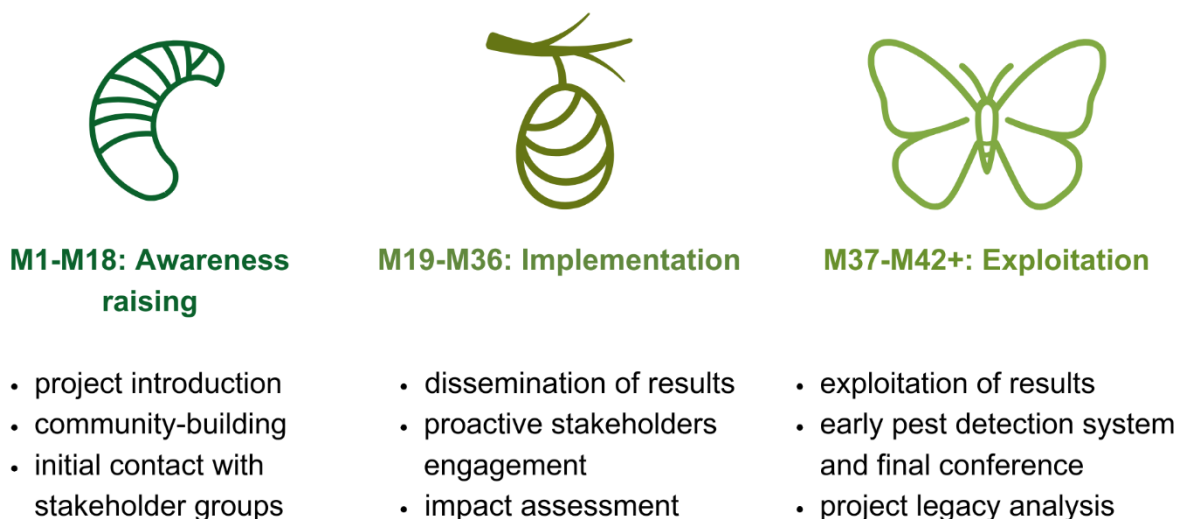 M1-M18: Awareness
raising
• project introduction
• community-building
• initial contact with
stakeholder groups
M19-M36: Implementation
• dissemination of results
• proactive stakeholders
engagement
• impact assessment
M37-M42+: Exploitation
• exploitation of results
• early pest detection system
and final conference
• project legacy analysis